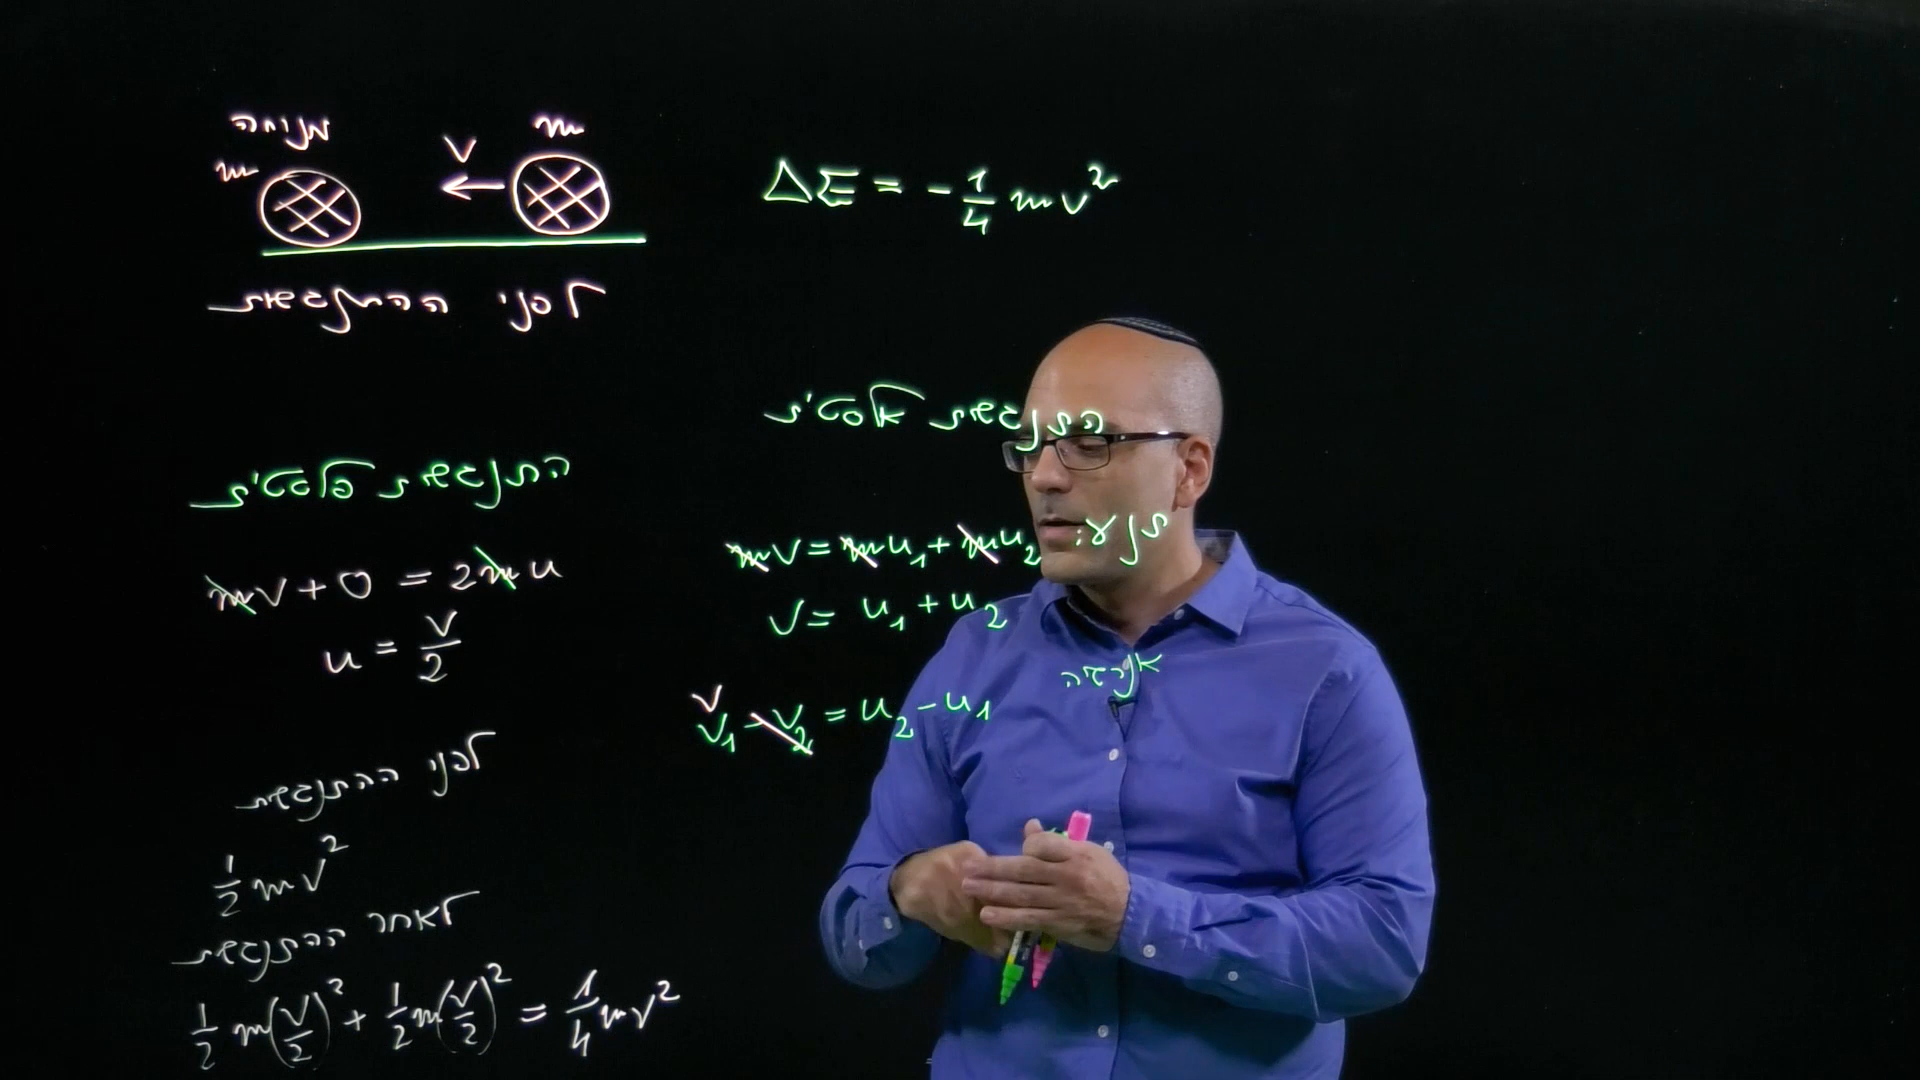 מנוחה
m
m
V
לפני ההתנגשות
ΔE = -1/4 mv²
התנגשות פלסטית
mV + 0 = 2mu
u = V/2
לפני ההתנגשות
1/2 mV²
לאחר ההתנגשות
1/2 m(V/2)² + 1/2 m(V/2)² = 1/4 mv²
התנגשות אלסטית
תנע:
mV = mu₁ + mu₂
V = u₁ + u₂
אנרגיה
V
V₁ - V₂ = u₂ - u₁